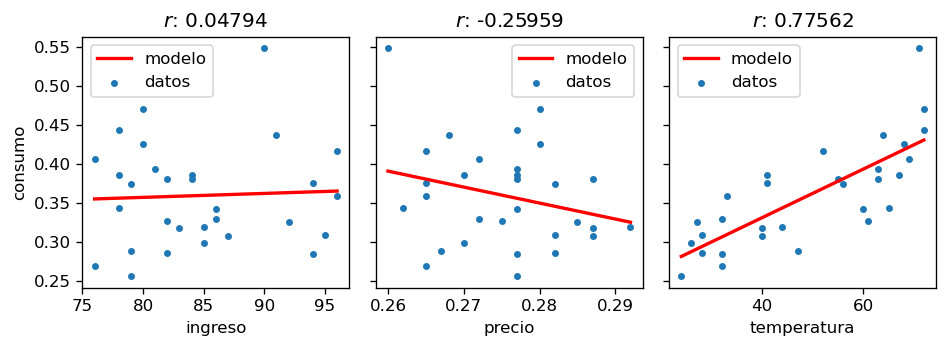 r: 0.04794
r: -0.25959
r: 0.77562
consumo
0.55
0.50
0.45
0.40
0.35
0.30
0.25
modelo
datos
75
80
85
90
95
ingreso
modelo
datos
0.26
0.27
0.28
0.29
precio
modelo
datos
40
60
temperatura